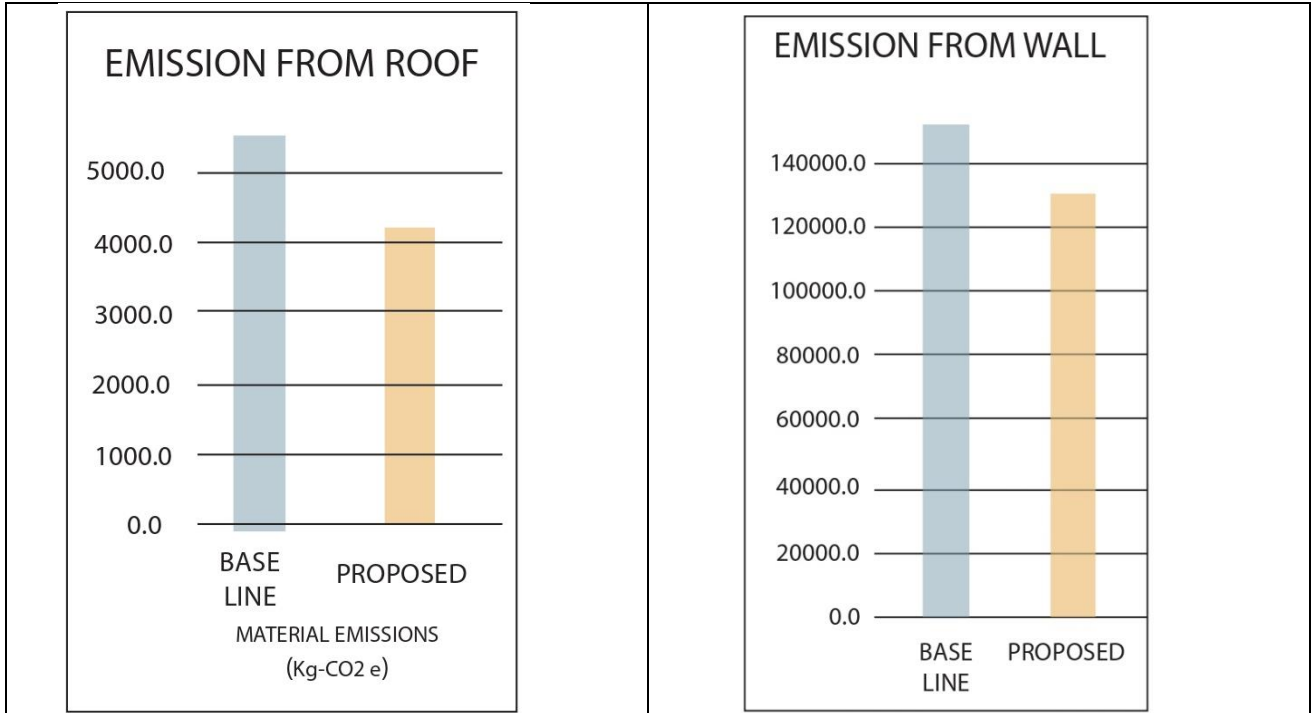 EMISSION FROM ROOF
5000.0
4000.0
3000.0
2000.0
1000.0
0.0
BASE
LINE
PROPOSED
MATERIAL EMISSIONS
(Kg-CO2 e)
EMISSION FROM WALL
140000.0
120000.0
100000.0
80000.0
60000.0
40000.0
20000.0
0.0
BASE
LINE
PROPOSED